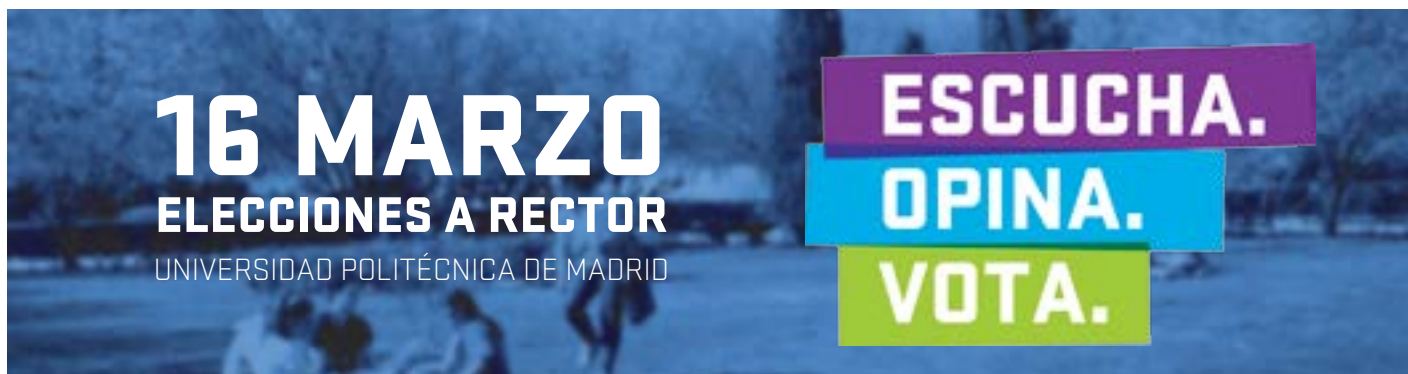 16 MARZO
ELECCIONES A RECTOR
UNIVERSIDAD POLITÉCNICA DE MADRID
ESCUCHA.
OPINA.
VOTA.